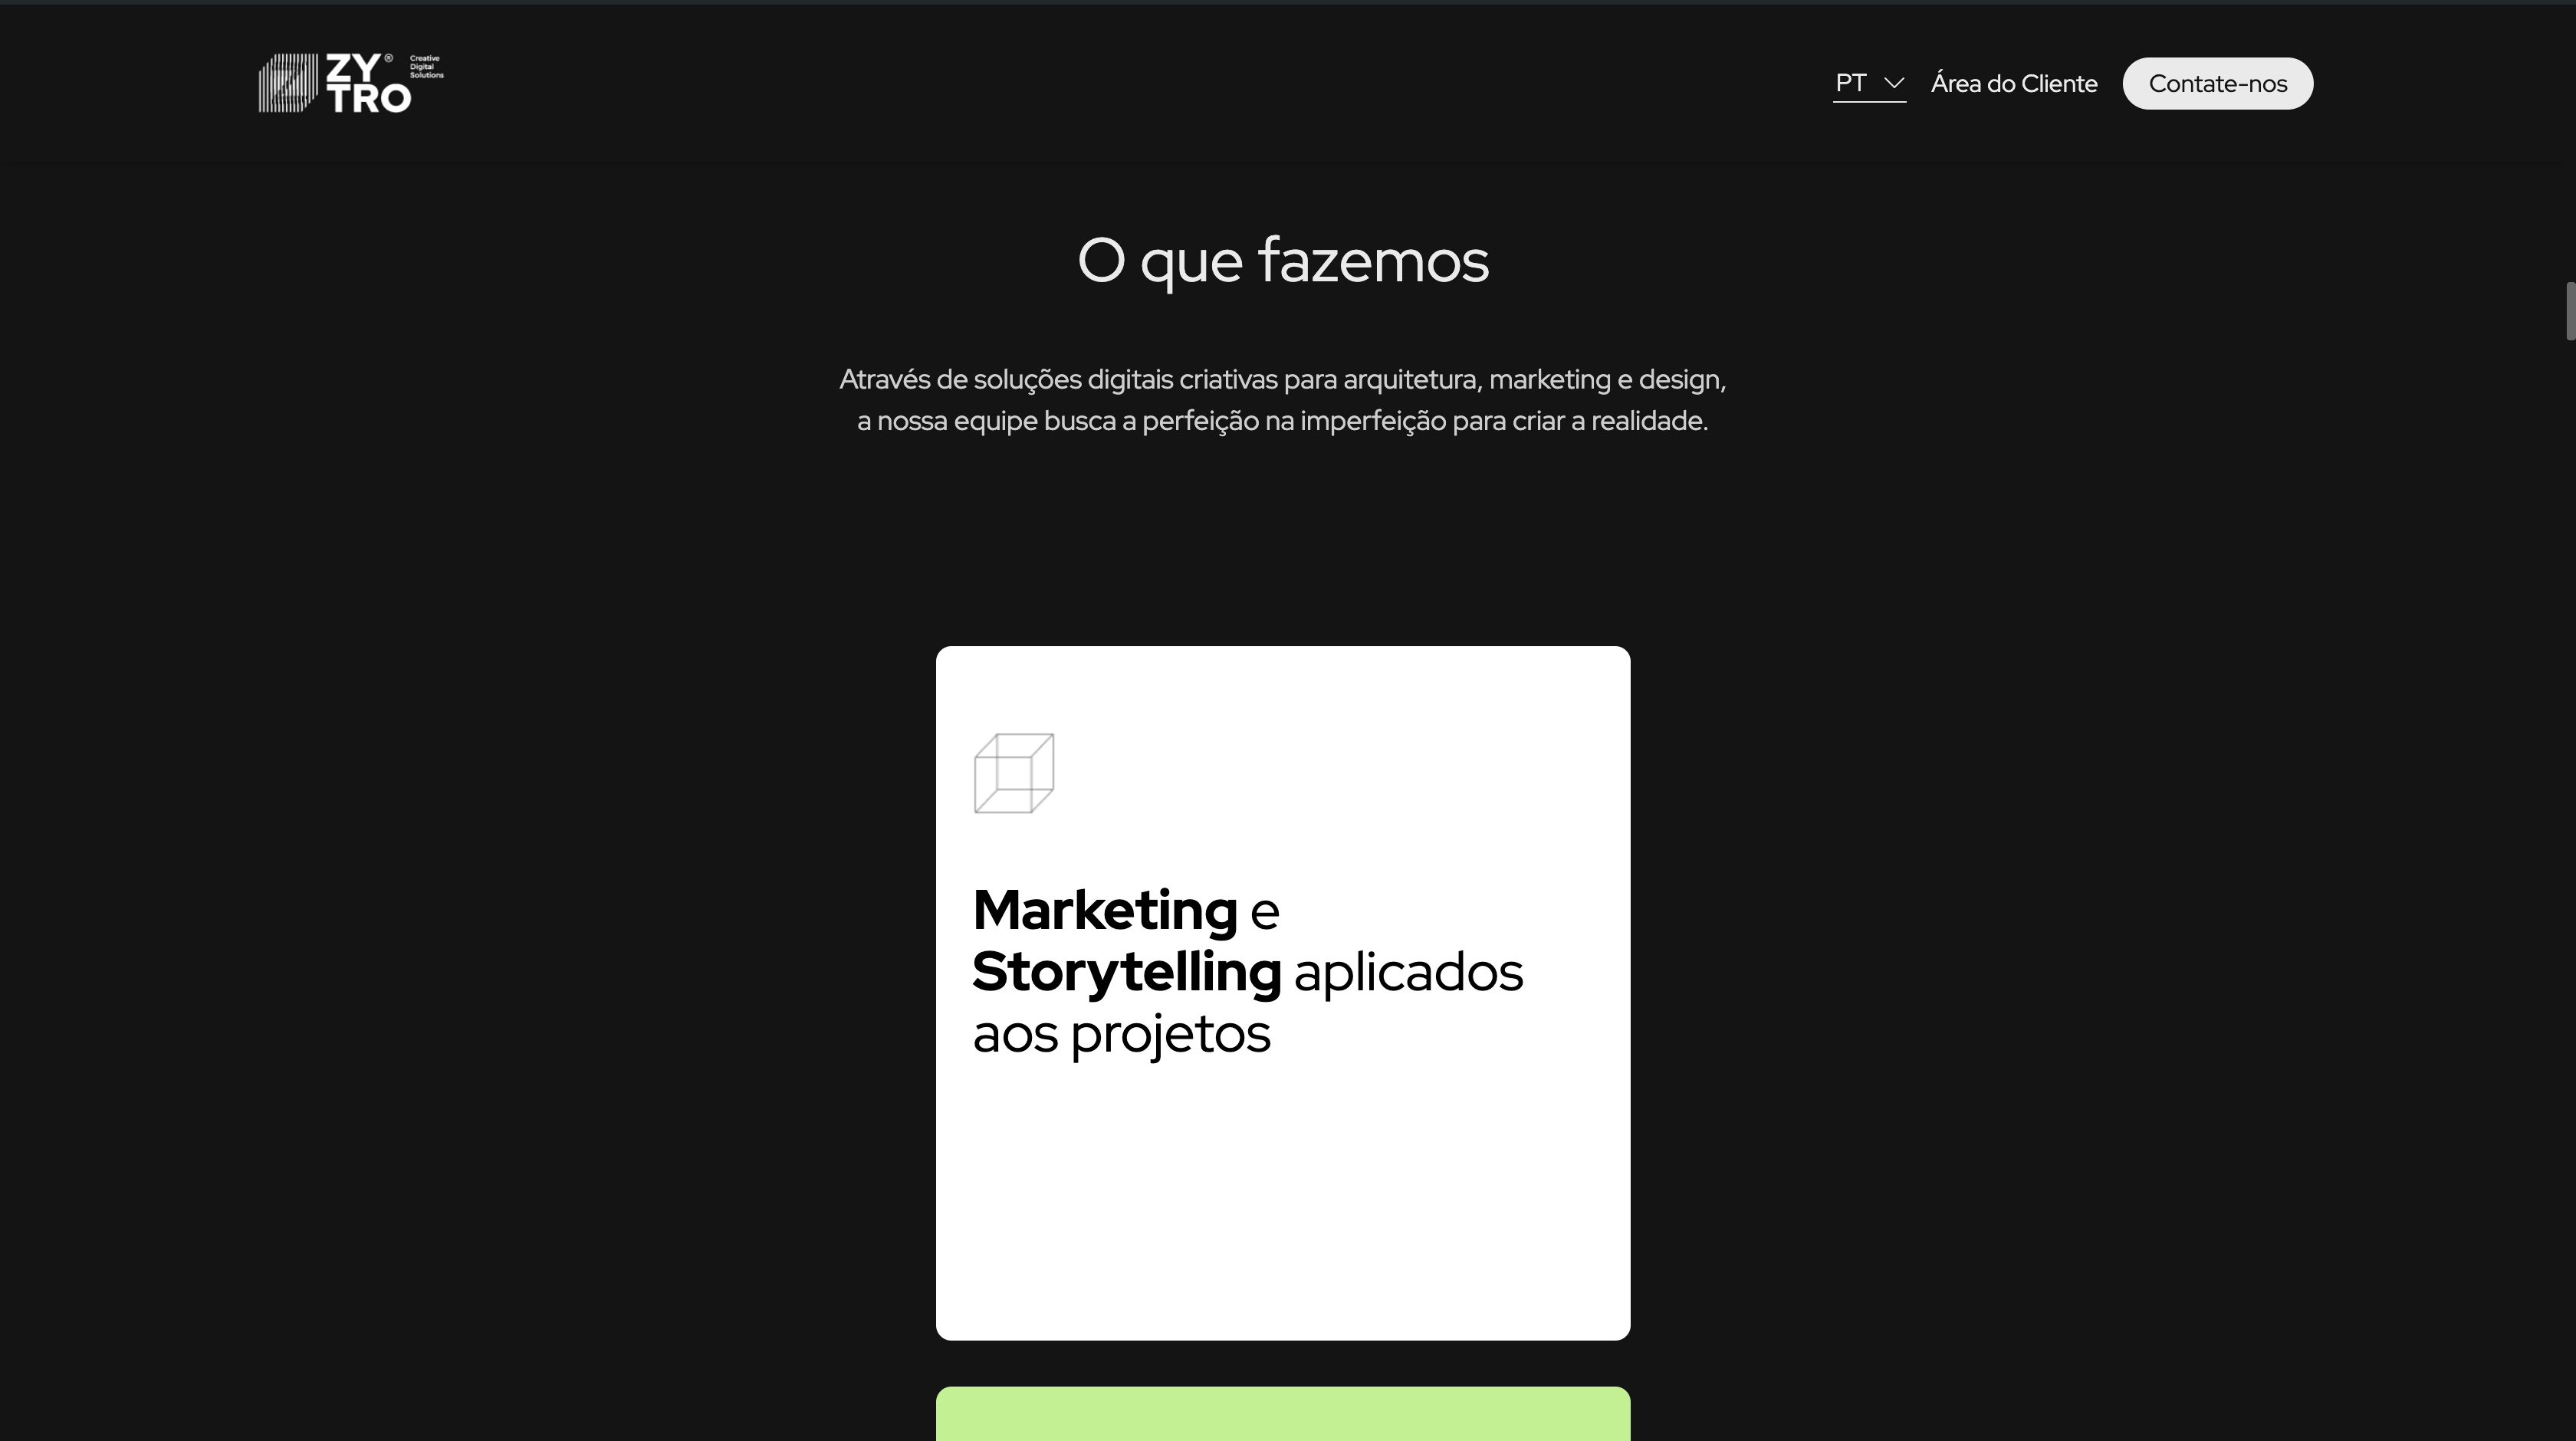 ZY®
TRO
Creative
Digital
Solutions
PT
Área do Cliente
Contate-nos
O que fazemos
Através de soluções digitais criativas para arquitetura, marketing e design,
a nossa equipe busca a perfeição na imperfeição para criar a realidade.
Marketing e
Storytelling aplicados
aos projetos